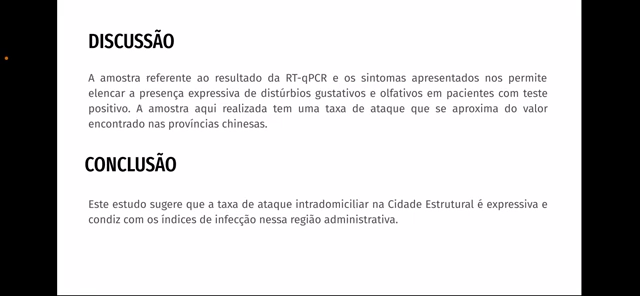 DISCUSSÃO
A amostra referente ao resultado da RT-qPCR e os sintomas apresentados nos permite
elencar a presença expressiva de distúrbios gustativos e olfativos em pacientes com teste
positivo. A amostra aqui realizada tem uma taxa de ataque que se aproxima do valor
encontrado nas províncias chinesas.
CONCLUSÃO
Este estudo sugere que a taxa de ataque intradomiciliar na Cidade Estrutural é expressiva e
condiz com os índices de infecção nessa região administrativa.